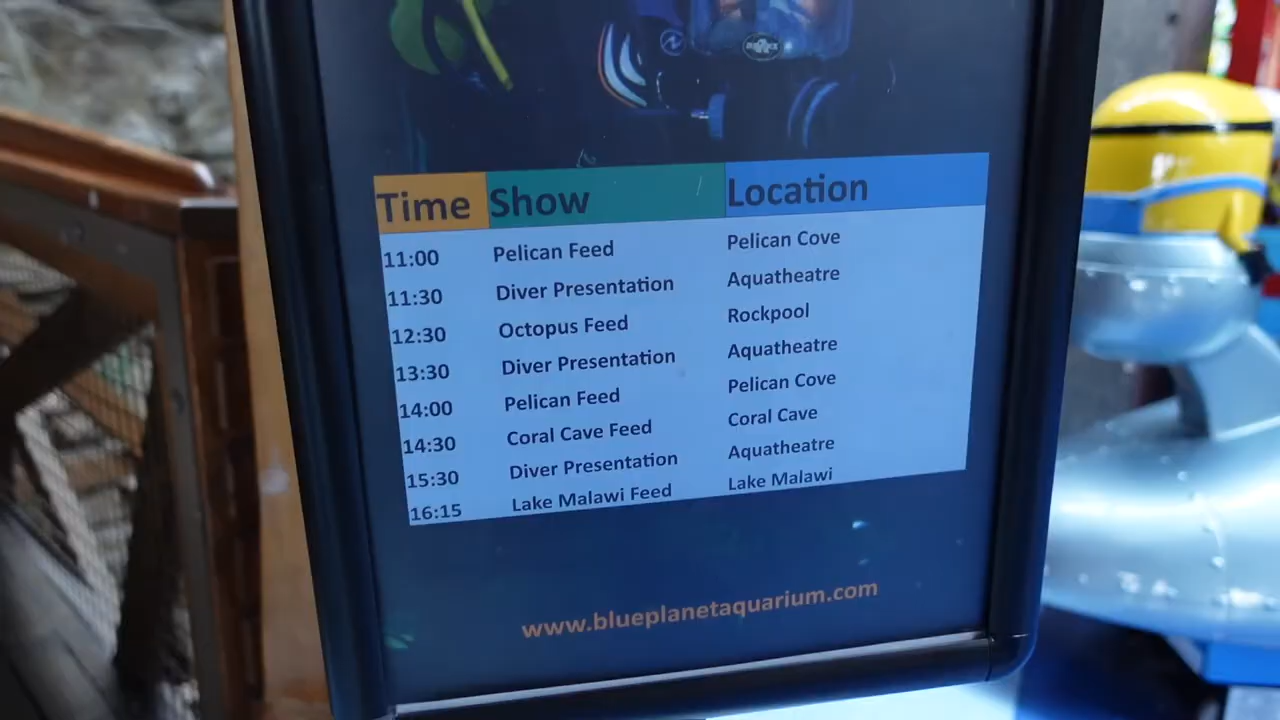 Time Show Location
11:00 Pelican Feed Pelican Cove
11:30 Diver Presentation Aquatheatre
12:30 Octopus Feed Rockpool
13:30 Diver Presentation Aquatheatre
14:00 Pelican Feed Pelican Cove
14:30 Coral Cave Feed Coral Cave
15:30 Diver Presentation Aquatheatre
16:15 Lake Malawi Feed Lake Malawi
www.blueplanetaquarium.com